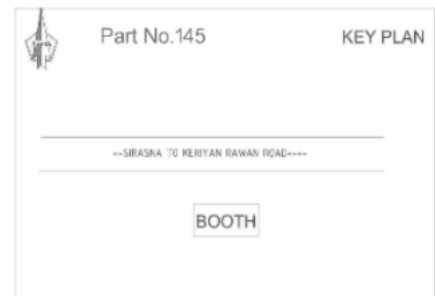 Part No.145
KEY PLAN
<--SIRASNA TO KERIYAN RAWAN ROAD---<--
BOOTH